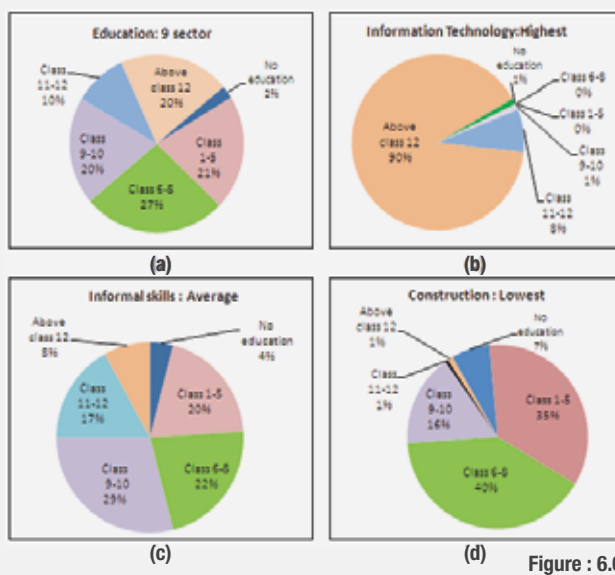 Education: 9 sector
Class
11-12
10%
Above
class 12
20%
No
education
2%
Class
1-5
21%
Class 6-8
27%
Class
9-10
20%
(a)
Information Technology:Highest
No
education
1%
Class 6-8
0%
Class 1-5
0%
Class
9-10
1%
Class
11-12
8%
Above
class 12
90%
(b)
Informal skills : Average
Above
class 12
8%
No
education
4%
Class 1-5
20%
Class 6-8
22%
Class
9-10
29%
Class
11-12
17%
(c)
Construction : Lowest
Above
class 12
1%
No
education
7%
Class
11-12
1%
Class
9-10
16%
Class 1-5
35%
Class 6-8
40%
(d)
Figure : 6.